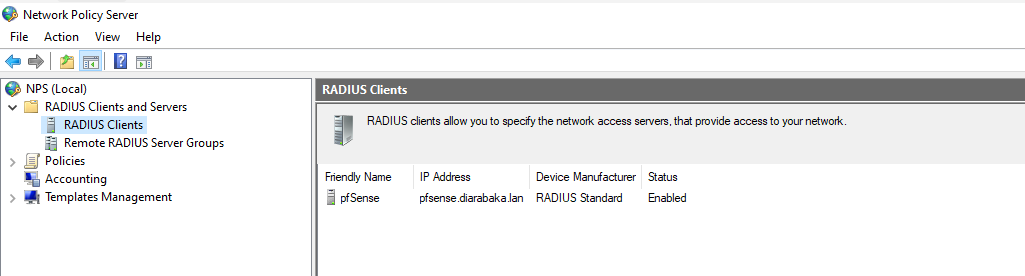 Network Policy Server
File Action View Help
NPS (Local)
RADIUS Clients and Servers
RADIUS Clients
Remote RADIUS Server Groups
Policies
Accounting
Templates Management
RADIUS Clients
RADIUS clients allow you to specify the network access servers, that provide access to your network.
Friendly Name IP Address Device Manufacturer Status
pfSense pfsense.diarabaka.lan RADIUS Standard Enabled